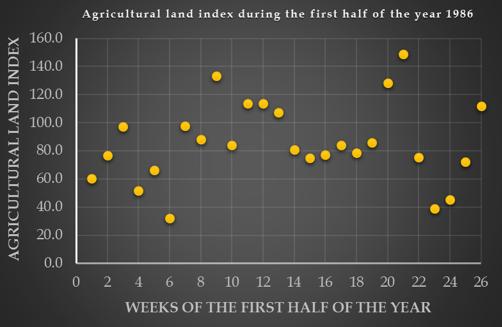 Agricultural land index during the first half of the year 1986
AGRICULTURAL LAND INDEX
160.0
140.0
120.0
100.0
80.0
60.0
40.0
20.0
0.0
0 2 4 6 8 10 12 14 16 18 20 22 24 26
WEEKS OF THE FIRST HALF OF THE YEAR